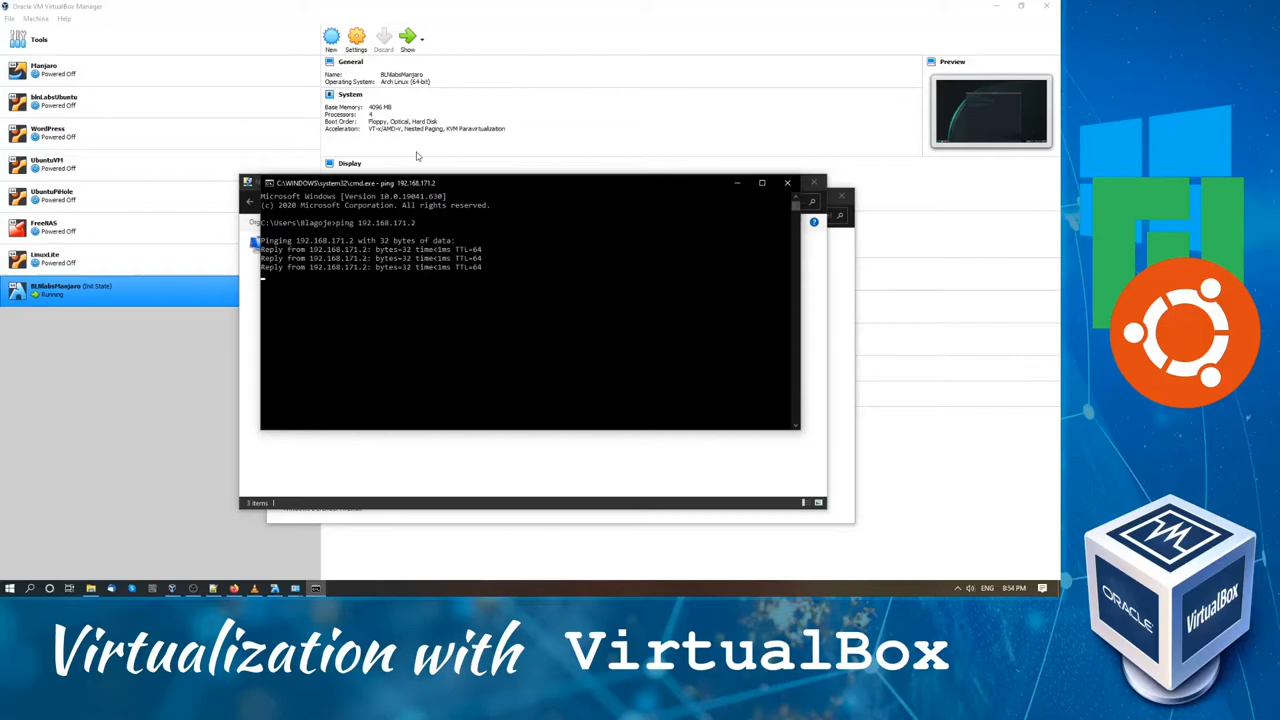 Oracle VM VirtualBox Manager
File Machine Help
Tools
New Settings Discard Show
Manjaro
Powered Off
blnLabsUbuntu
Powered Off
WordPress
Powered Off
UbuntuVM
Powered Off
UbuntuPiHole
Powered Off
FreeNAS
Powered Off
LinuxLite
Powered Off
BLNlabsManjaro (Init State)
Running
General
Name: BLNlabsManjaro
Operating System: Arch Linux (64-bit)
System
Base Memory: 4096 MB
Processors: 4
Boot Order: Floppy, Optical, Hard Disk
Acceleration: VT-x/AMD-V, Nested Paging, KVM Paravirtualization
Display
Preview
C:\WINDOWS\system32\cmd.exe - ping 192.168.171.2
Microsoft Windows [Version 10.0.19041.630]
(c) 2020 Microsoft Corporation. All rights reserved.
C:\Users\Blagoje>ping 192.168.171.2
Pinging 192.168.171.2 with 32 bytes of data:
Reply from 192.168.171.2: bytes=32 time<1ms TTL=64
Reply from 192.168.171.2: bytes=32 time<1ms TTL=64
Reply from 192.168.171.2: bytes=32 time<1ms TTL=64
3 items
ENG 8:54 PM
Virtualization with VirtualBox
ORACLE
VirtualBox